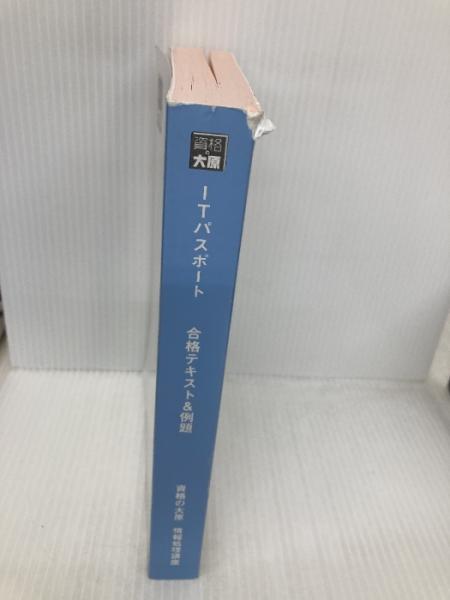 資格の
大原
ITパスポート
合格テキスト&例題
資格の大原 情報処理講座